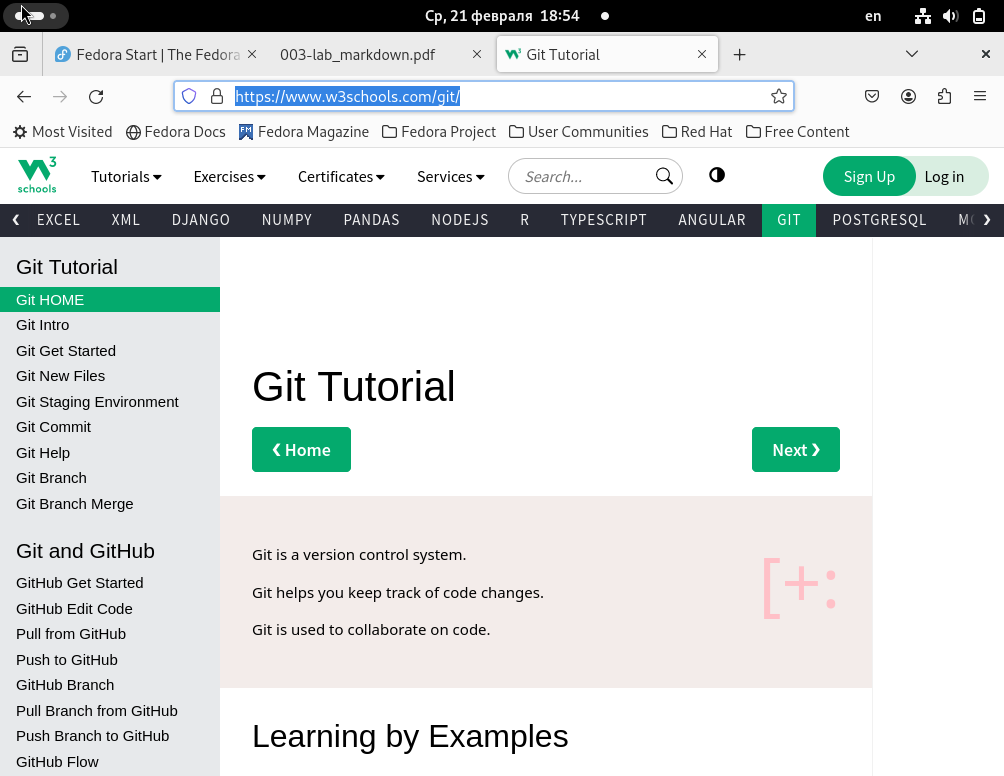 Ср, 21 февраля 18:54
en
Fedora Start | The Fedora
003-lab_markdown.pdf
Git Tutorial
https://www.w3schools.com/git/
Most Visited
Fedora Docs
Fedora Magazine
Fedora Project
User Communities
Red Hat
Free Content
w3 schools
Tutorials
Exercises
Certificates
Services
Search...
Sign Up
Log in
EXCEL
XML
DJANGO
NUMPY
PANDAS
NODEJS
R
TYPESCRIPT
ANGULAR
GIT
POSTGRESQL
Git Tutorial
Git HOME
Git Intro
Git Get Started
Git New Files
Git Staging Environment
Git Commit
Git Help
Git Branch
Git Branch Merge
Git and GitHub
GitHub Get Started
GitHub Edit Code
Pull from GitHub
Push to GitHub
GitHub Branch
Pull Branch from GitHub
Push Branch to GitHub
GitHub Flow
Git Tutorial
❮ Home
Next ❯
Git is a version control system.
Git helps you keep track of code changes.
Git is used to collaborate on code.
[+:
Learning by Examples